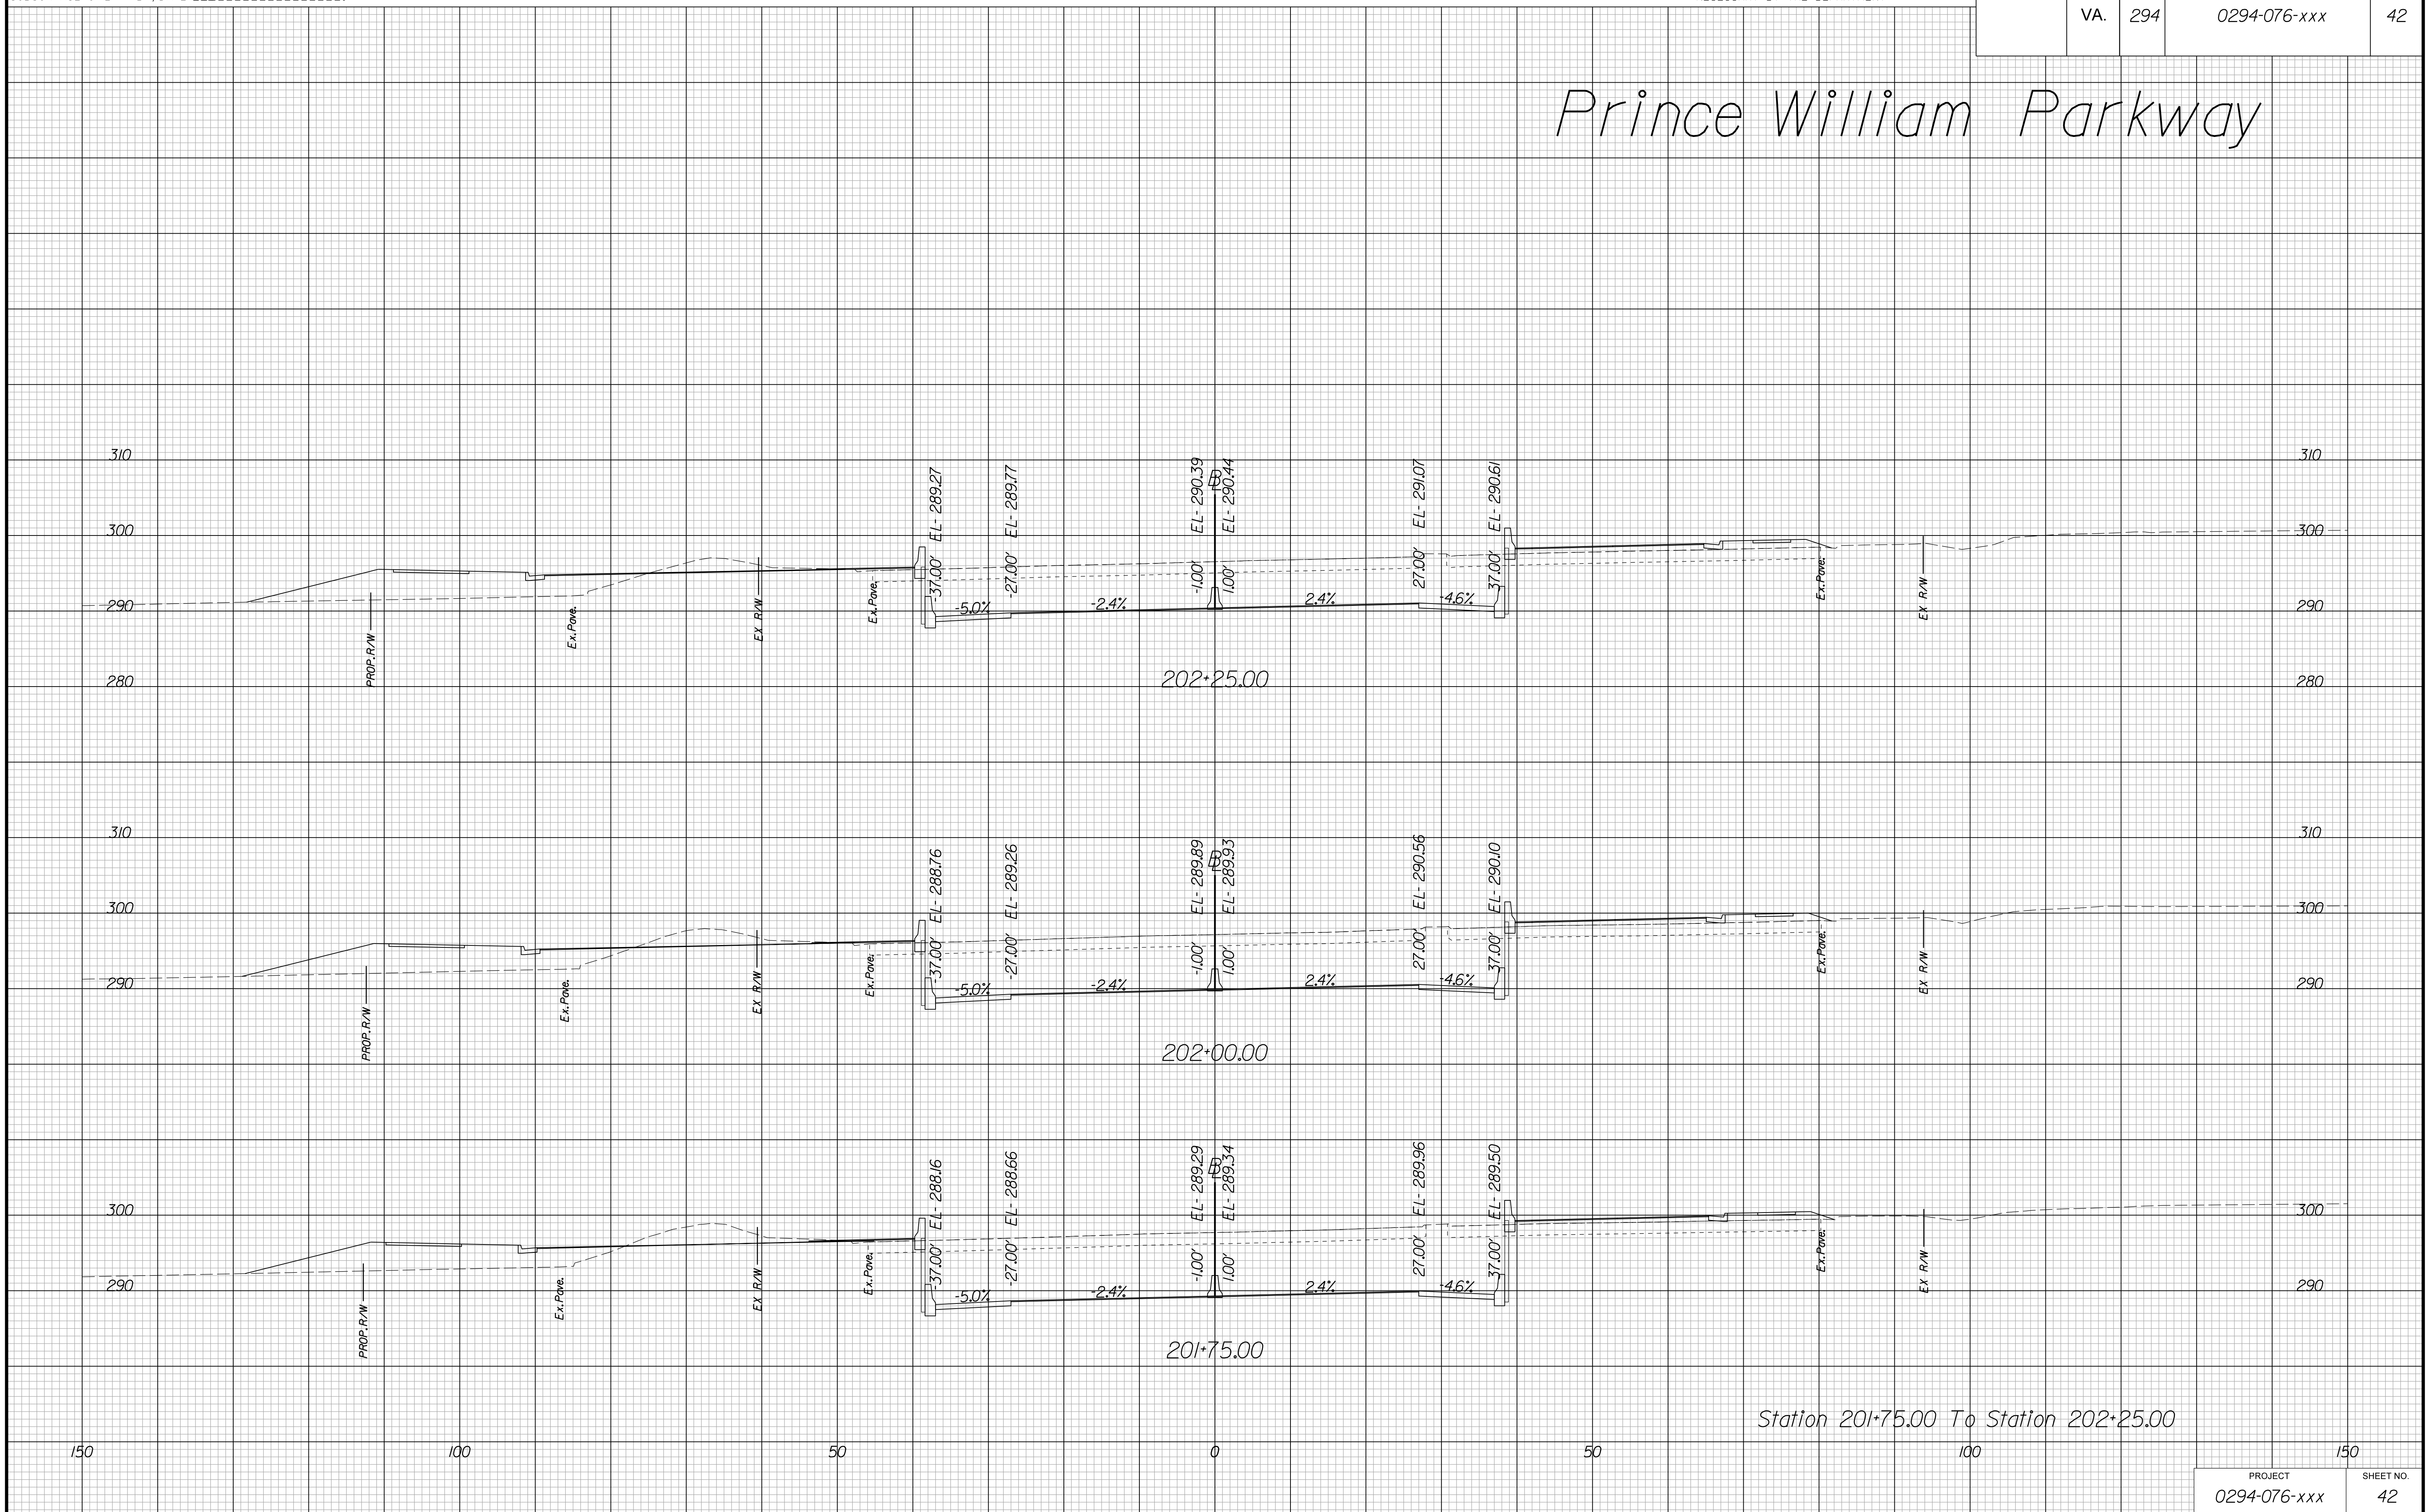 VA. 294 0294-076-xxx 42
Prince William Parkway
310 310
EL- 289.27 EL- 289.77 EL- 290.39 EL- 290.44 EL- 291.07 EL- 290.61
B
300 300
-37.00' -27.00' -1.00' 1.00' 27.00' 37.00'
290 -5.0% -2.4% 2.4% -4.6% 290
PROP. R/W Ex. Pave. EX R/W Ex. Pave. Ex. Pave. EX R/W
280 280
202+25.00
310 310
EL- 288.76 EL- 289.26 EL- 289.89 EL- 289.93 EL- 290.56 EL- 290.10
B
300 300
-37.00' -27.00' -1.00' 1.00' 27.00' 37.00'
290 -5.0% -2.4% 2.4% -4.6% 290
PROP. R/W Ex. Pave. EX R/W Ex. Pave. Ex. Pave. EX R/W
202+00.00
EL- 288.16 EL- 288.66 EL- 289.29 EL- 289.34 EL- 289.96 EL- 289.50
B
300 300
-37.00' -27.00' -1.00' 1.00' 27.00' 37.00'
290 -5.0% -2.4% 2.4% -4.6% 290
PROP. R/W Ex. Pave. EX R/W Ex. Pave. Ex. Pave. EX R/W
201+75.00
Station 201+75.00 To Station 202+25.00
150 100 50 0 50 100 150
PROJECT SHEET NO.
0294-076-xxx 42